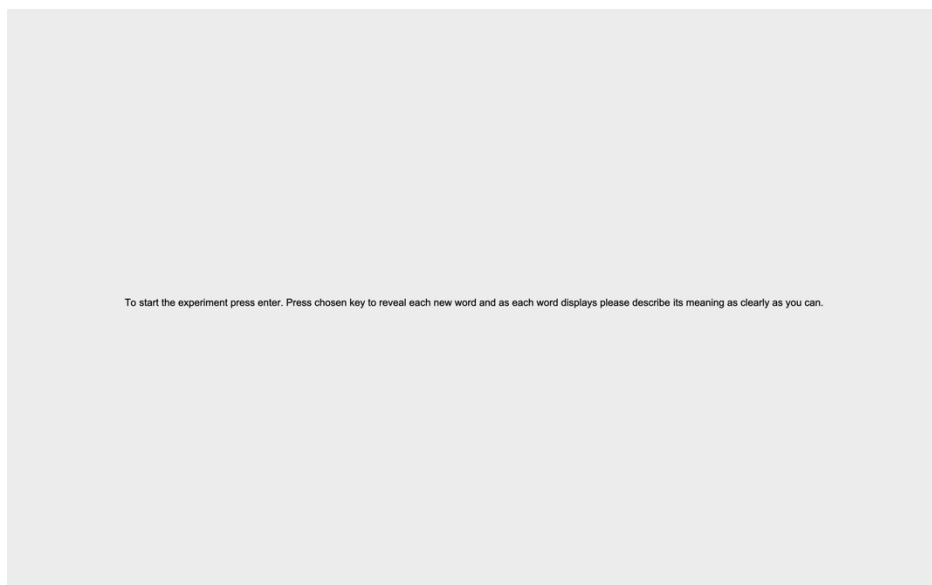 To start the experiment press enter. Press chosen key to reveal each new word and as each word displays please describe its meaning as clearly as you can.